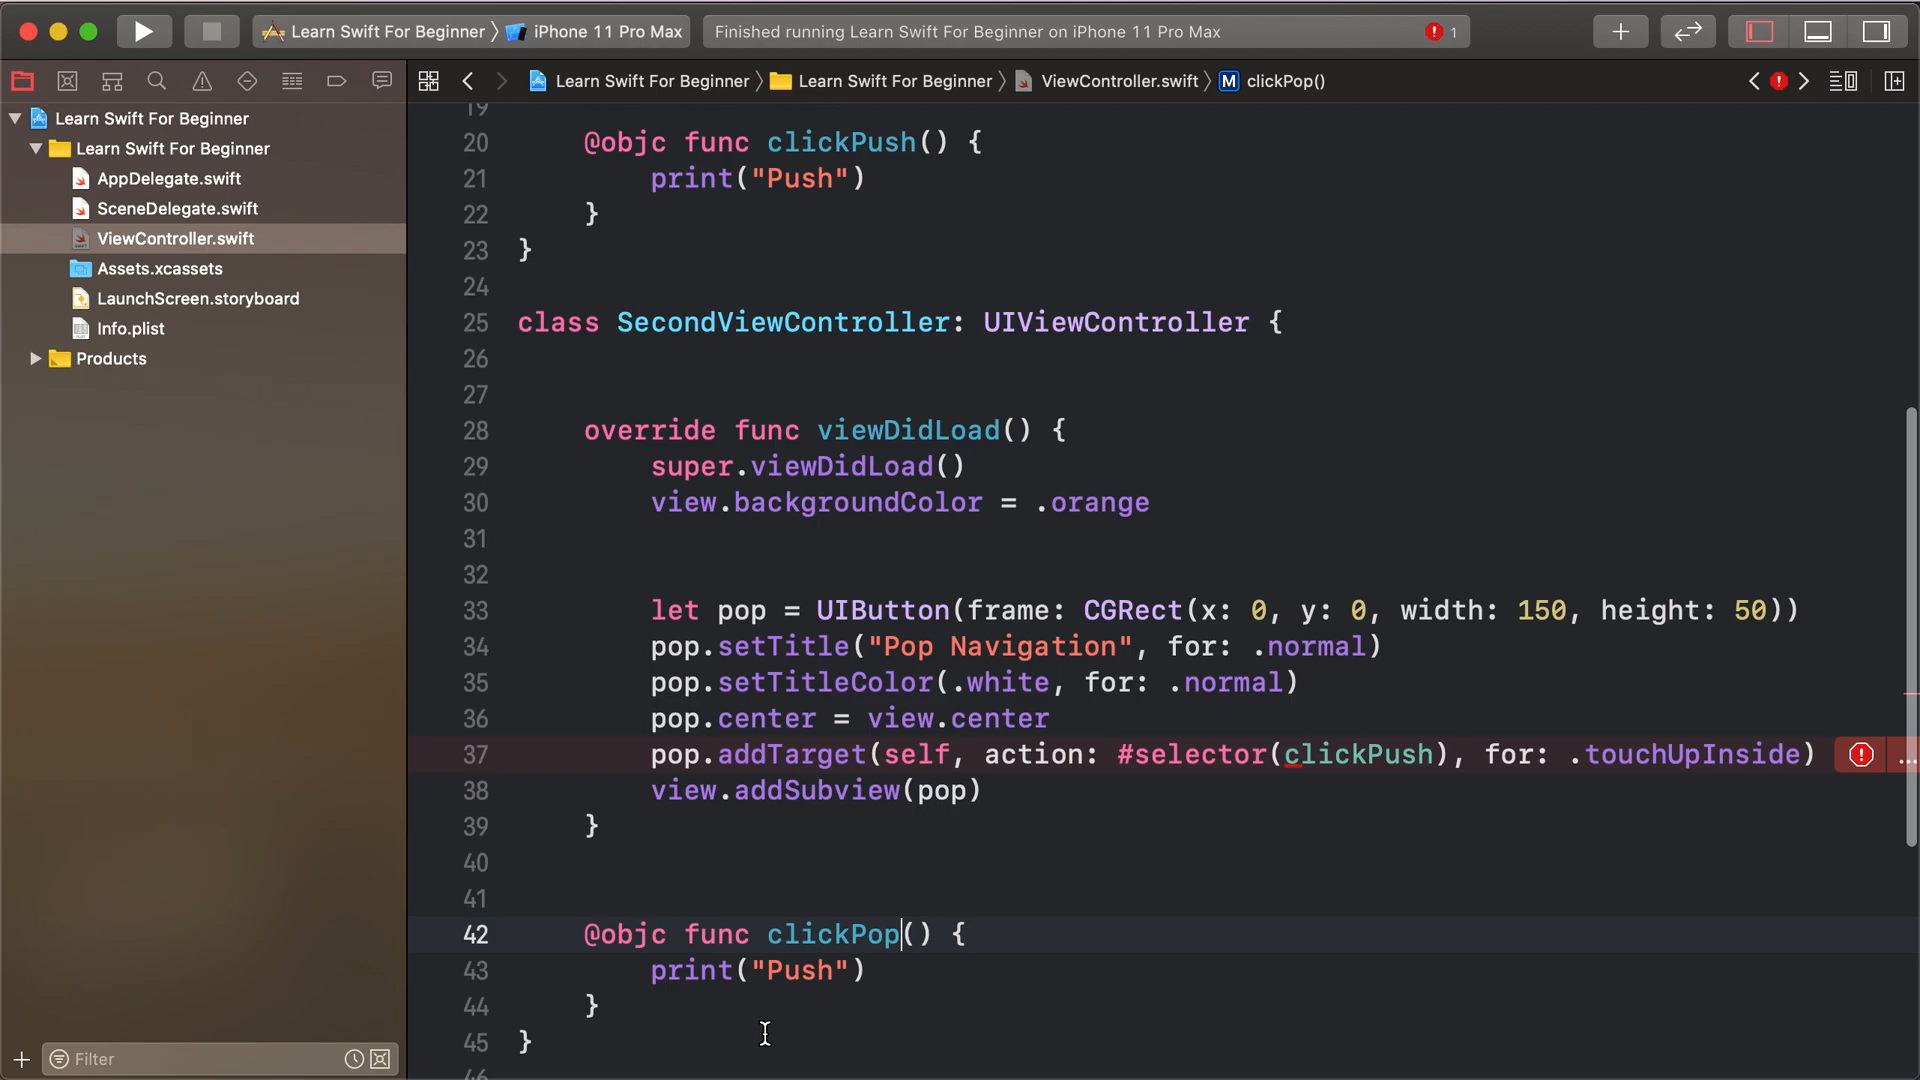 Learn Swift For Beginner 〉 iPhone 11 Pro Max
Finished running Learn Swift For Beginner on iPhone 11 Pro Max
1
Learn Swift For Beginner 〉 Learn Swift For Beginner 〉 ViewController.swift 〉 M clickPop()
Learn Swift For Beginner
Learn Swift For Beginner
AppDelegate.swift
SceneDelegate.swift
ViewController.swift
Assets.xcassets
LaunchScreen.storyboard
Info.plist
Products
Filter
19
20 @objc func clickPush() {
21 print("Push")
22 }
23 }
24
25 class SecondViewController: UIViewController {
26
27
28 override func viewDidLoad() {
29 super.viewDidLoad()
30 view.backgroundColor = .orange
31
32
33 let pop = UIButton(frame: CGRect(x: 0, y: 0, width: 150, height: 50))
34 pop.setTitle("Pop Navigation", for: .normal)
35 pop.setTitleColor(.white, for: .normal)
36 pop.center = view.center
37 pop.addTarget(self, action: #selector(clickPush), for: .touchUpInside) ...
38 view.addSubview(pop)
39 }
40
41
42 @objc func clickPop() {
43 print("Push")
44 }
45 }
46